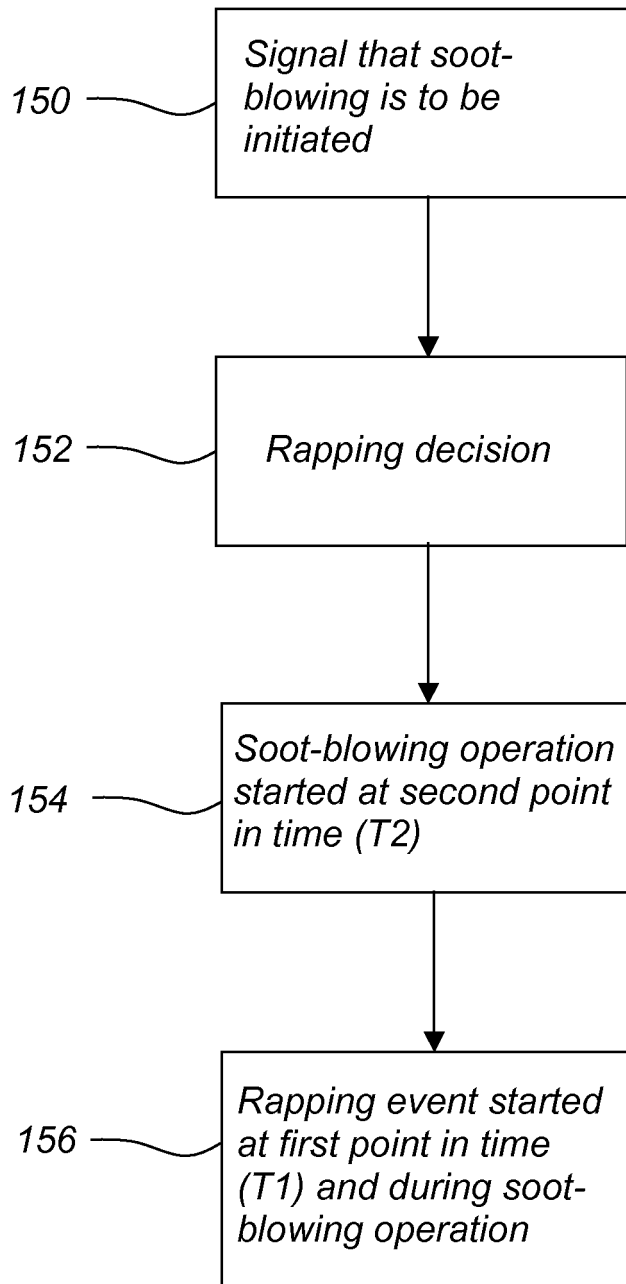 150
Signal that soot-
blowing is to be
initiated
152
Rapping decision
154
Soot-blowing operation
started at second point
in time (T2)
156
Rapping event started
at first point in time
(T1) and during soot-
blowing operation